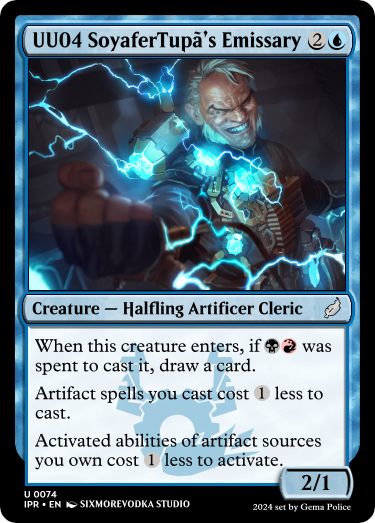 UU04 SoyaferTupã's Emissary 2
Creature — Halfling Artificer Cleric
When this creature enters, if was
spent to cast it, draw a card.
Artifact spells you cast cost 1 less to
cast.
Activated abilities of artifact sources
you own cost 1 less to activate.
2/1
U 0074
IPR • EN SIXMOREVODKA STUDIO
2024 set by Gema Police